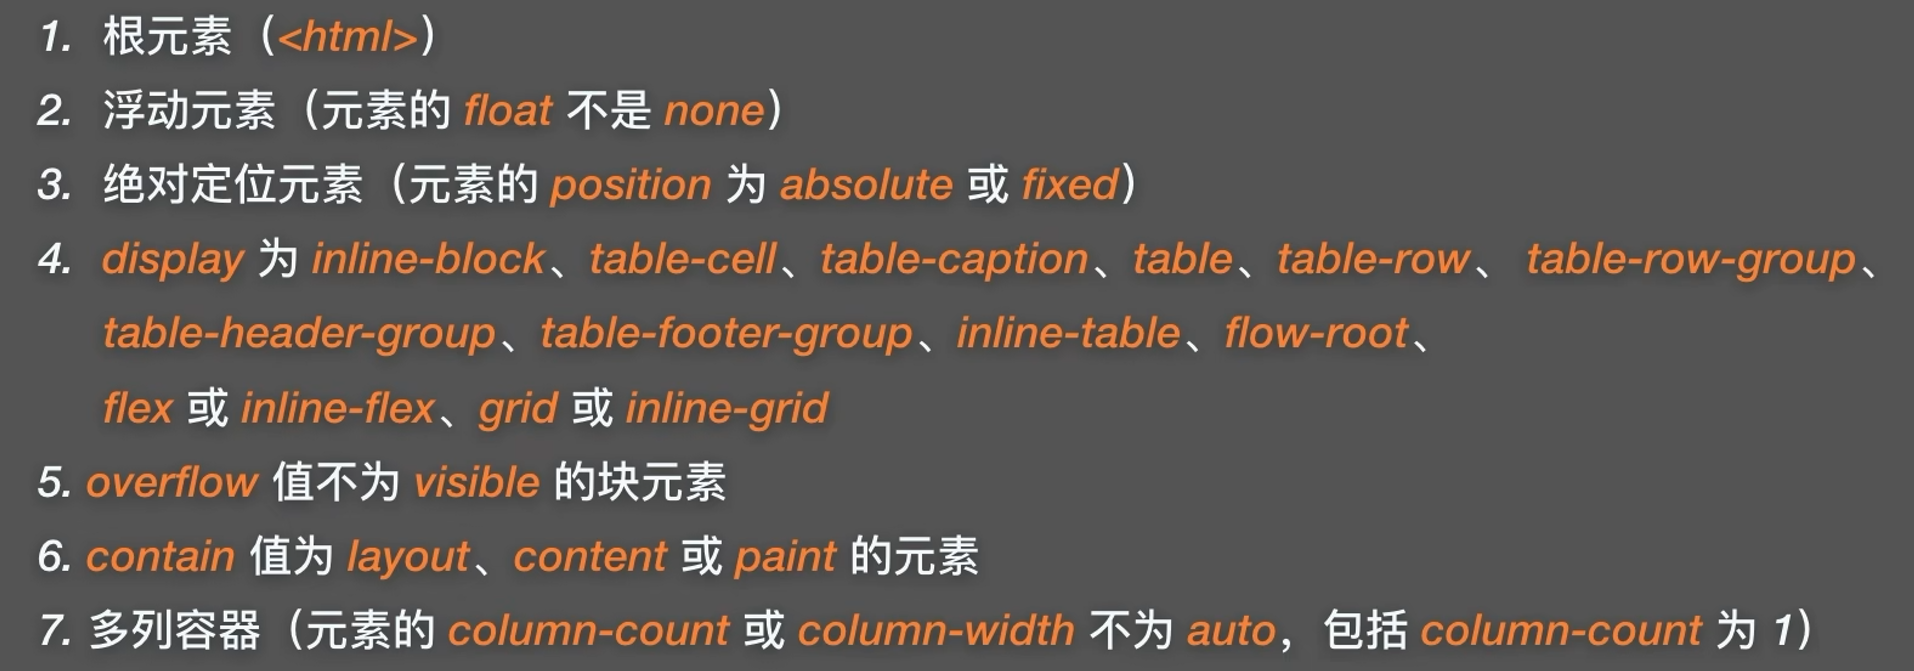 1. 根元素（<html>）
2. 浮动元素（元素的 float 不是 none）
3. 绝对定位元素（元素的 position 为 absolute 或 fixed）
4. display 为 inline-block、table-cell、table-caption、table、table-row、 table-row-group、
table-header-group、table-footer-group、inline-table、flow-root、
flex 或 inline-flex、grid 或 inline-grid
5. overflow 值不为 visible 的块元素
6. contain 值为 layout、content 或 paint 的元素
7. 多列容器（元素的 column-count 或 column-width 不为 auto，包括 column-count 为 1）